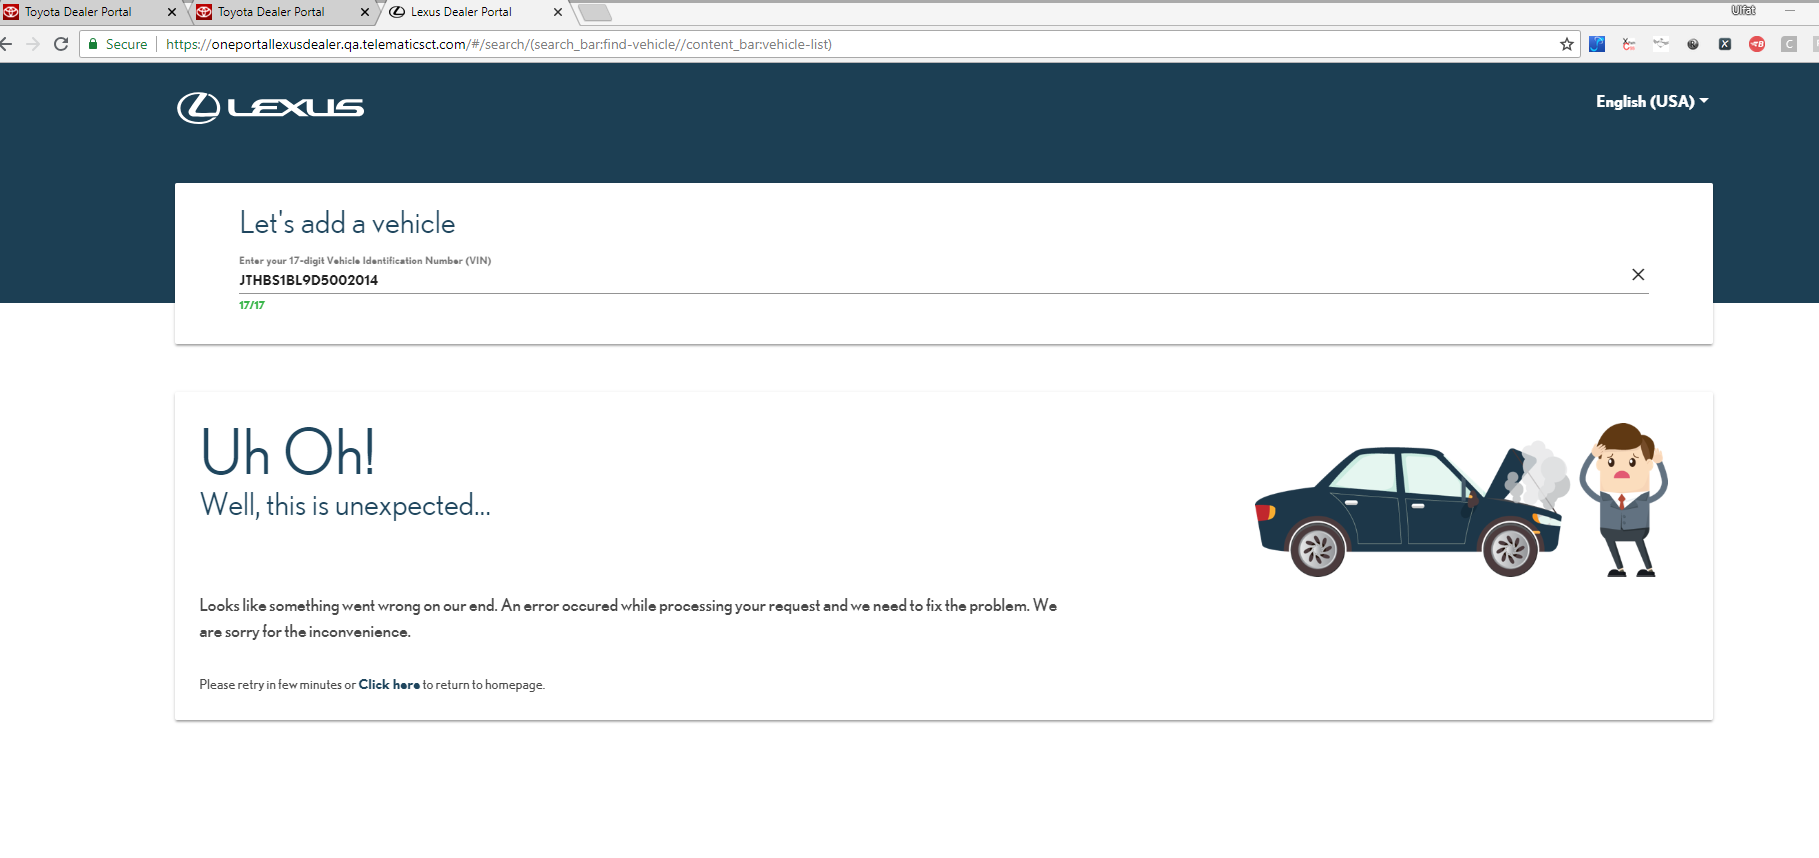 Toyota Dealer Portal
Toyota Dealer Portal
Lexus Dealer Portal
Ulfat
Secure
https://oneportallexusdealer.qa.telematicsct.com/#/search/(search_bar:find-vehicle//content_bar:vehicle-list)
LEXUS
English (USA)
Let's add a vehicle
Enter your 17-digit Vehicle Identification Number (VIN)
JTHBS1BL9D5002014
17/17
Uh Oh!
Well, this is unexpected...
Looks like something went wrong on our end. An error occured while processing your request and we need to fix the problem. We
are sorry for the inconvenience.
Please retry in few minutes or Click here to return to homepage.